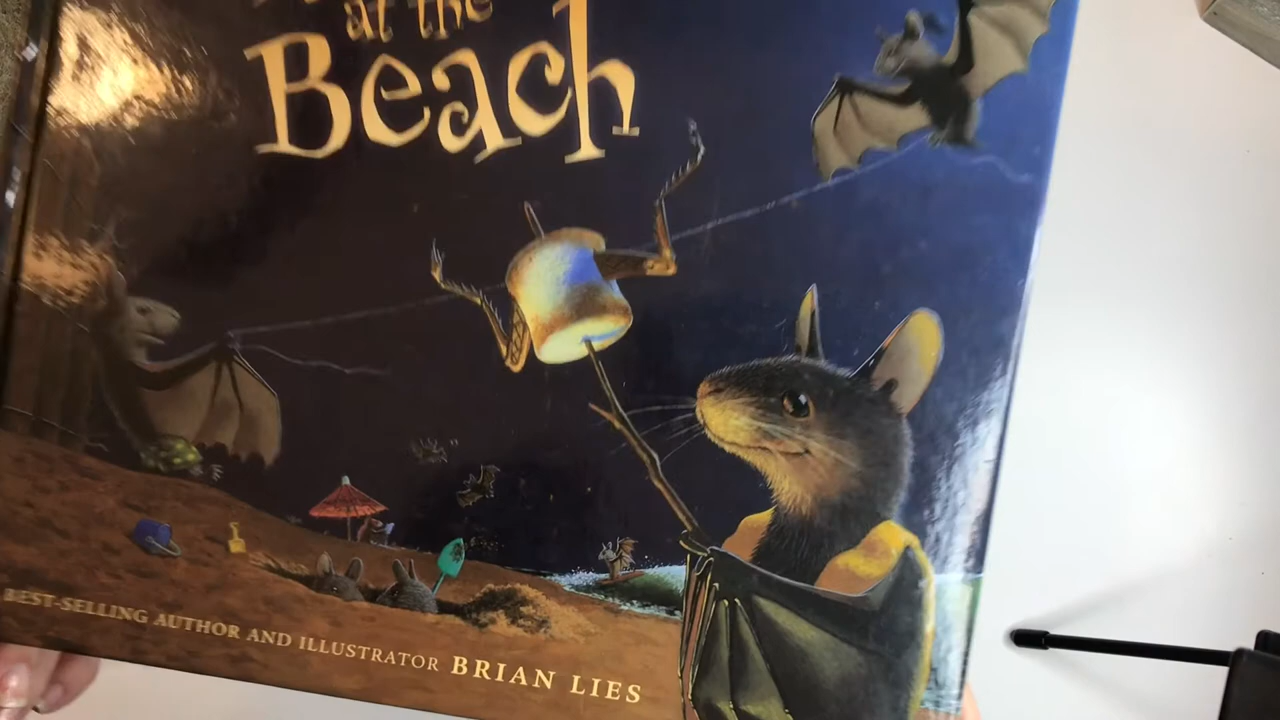 at the
Beach
BEST-SELLING AUTHOR AND ILLUSTRATOR BRIAN LIES